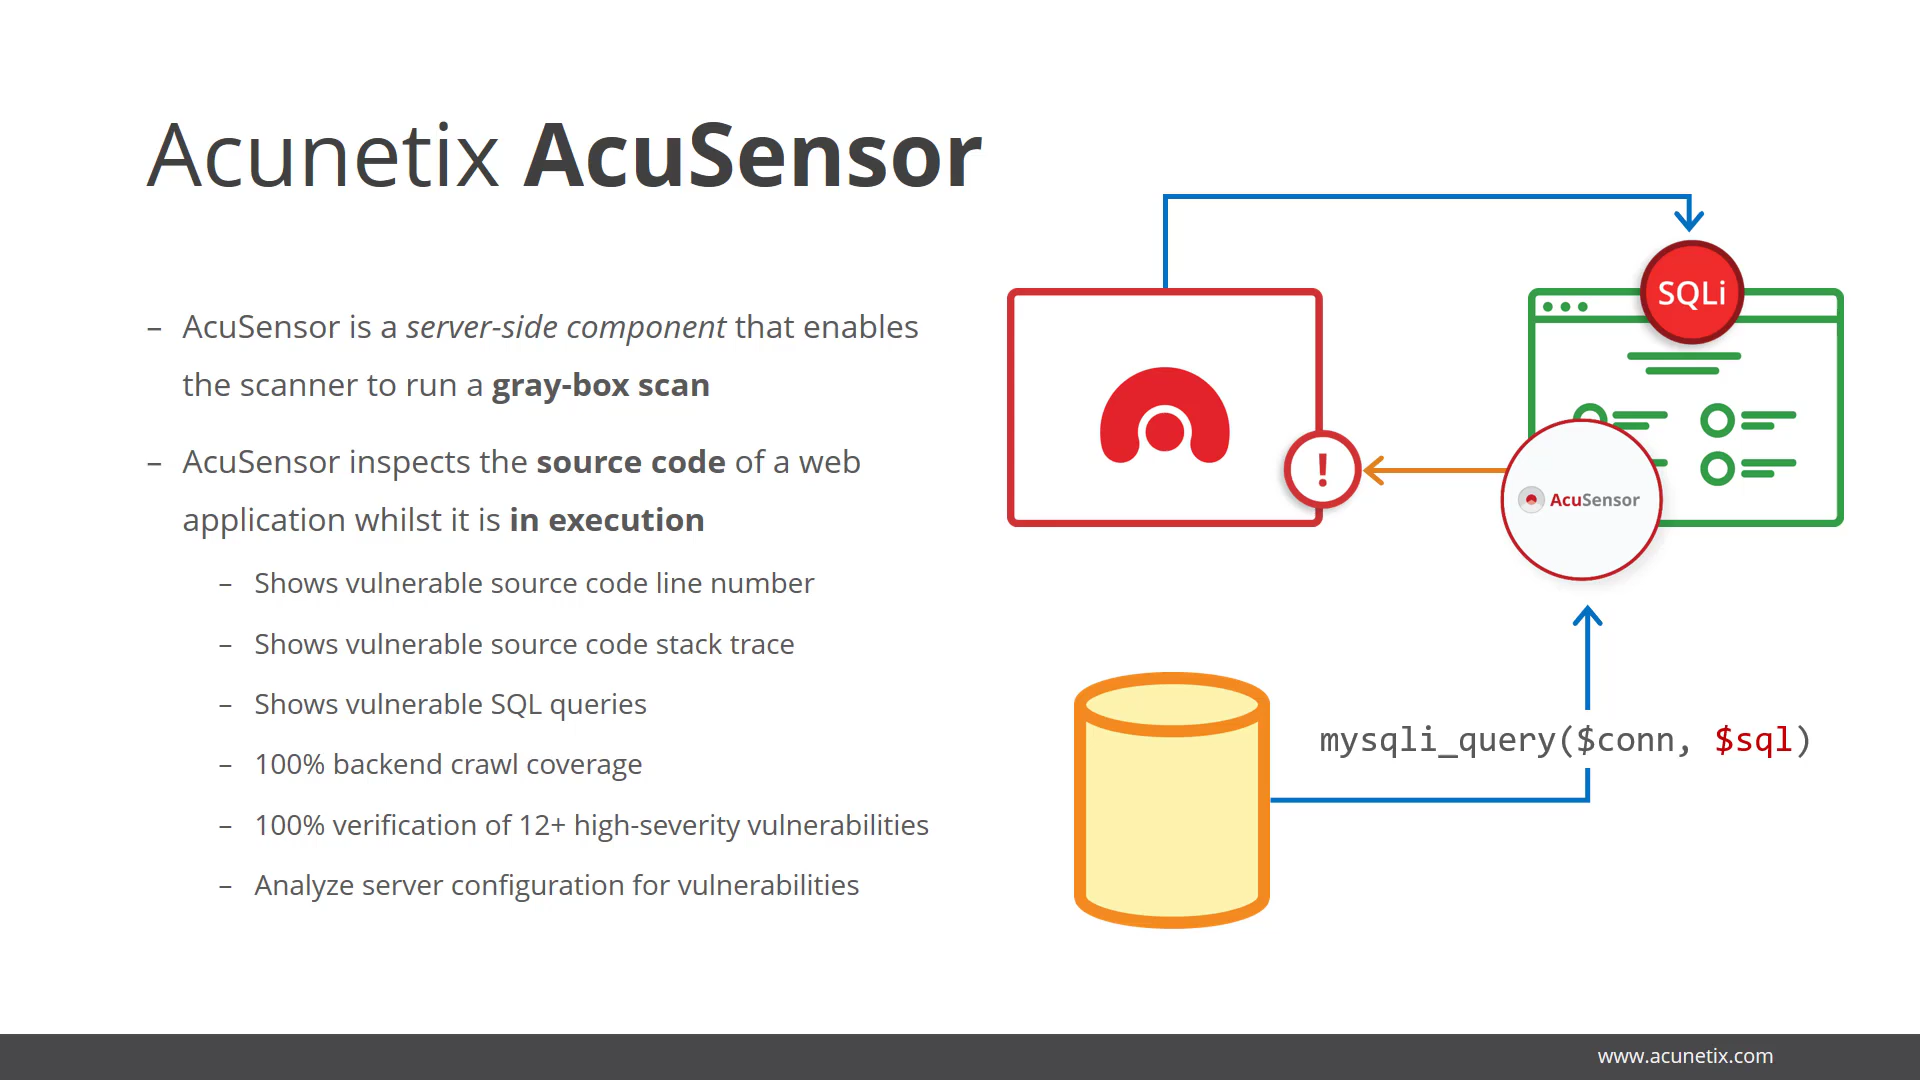 Acunetix AcuSensor
– AcuSensor is a server-side component that enables
the scanner to run a gray-box scan
– AcuSensor inspects the source code of a web
application whilst it is in execution
– Shows vulnerable source code line number
– Shows vulnerable source code stack trace
– Shows vulnerable SQL queries
– 100% backend crawl coverage
– 100% verification of 12+ high-severity vulnerabilities
– Analyze server configuration for vulnerabilities
SQLi
!
AcuSensor
mysqli_query($conn, $sql)
www.acunetix.com